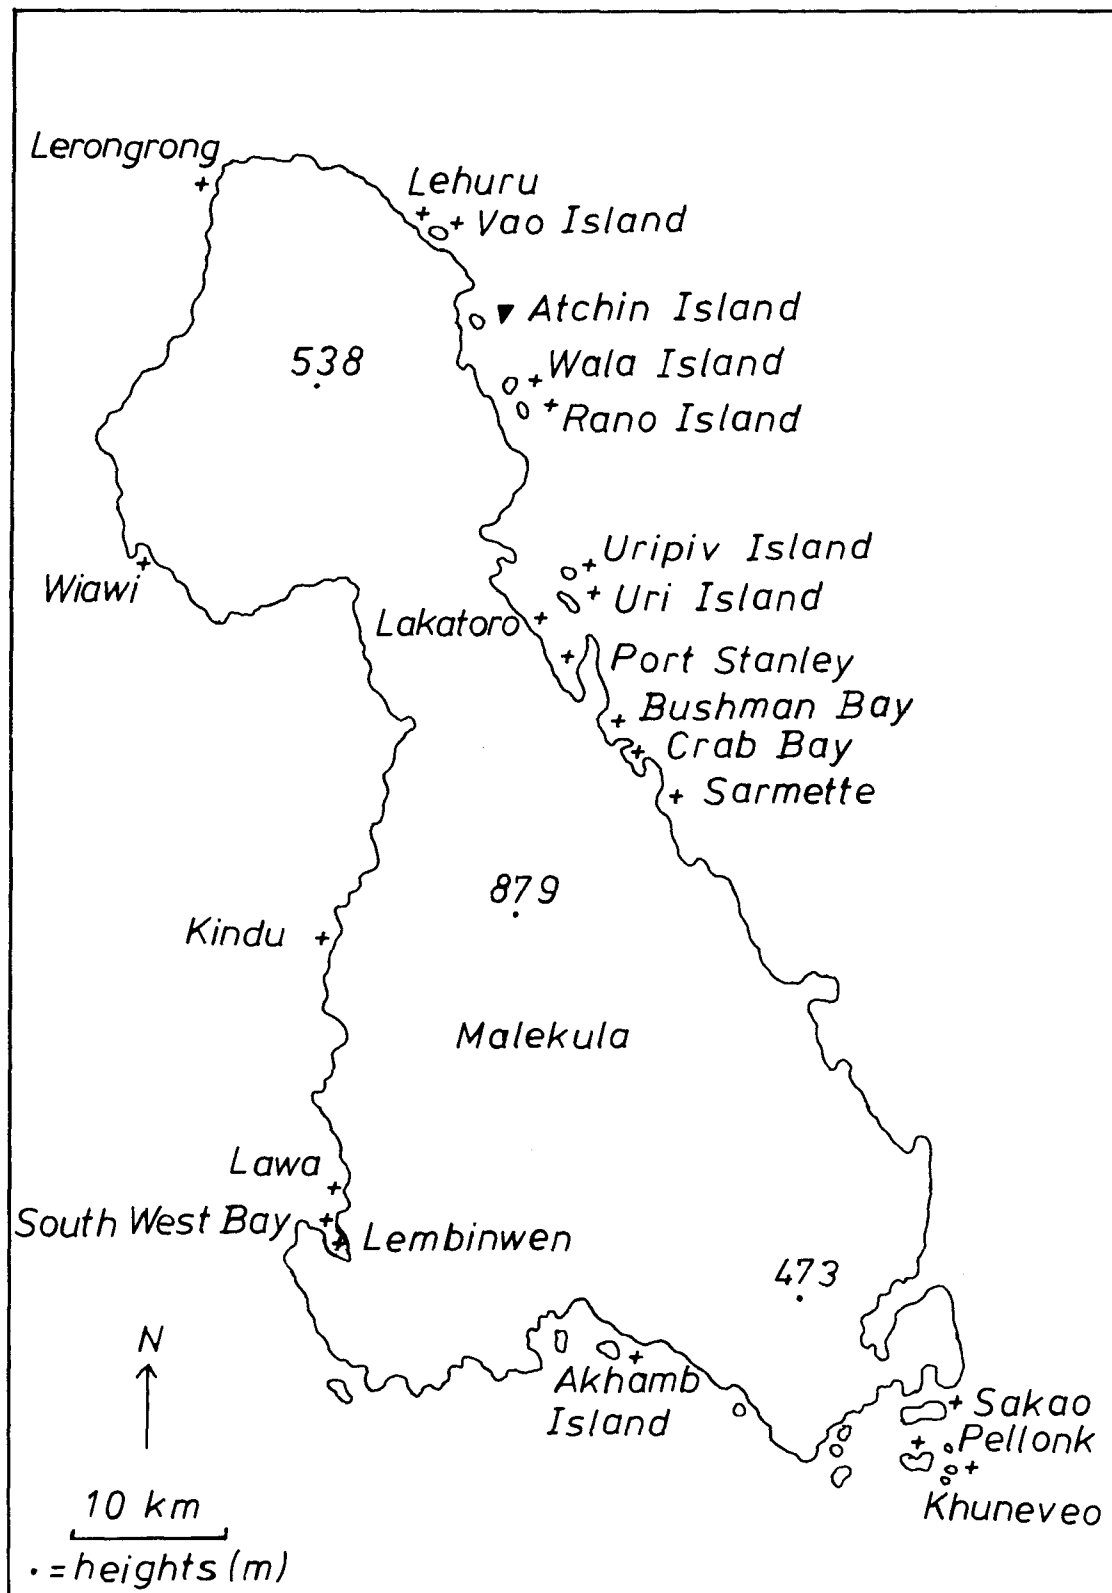 Lerongrong
Lehuru
Vao Island
Atchin Island
538
Wala Island
Rano Island
Uripiv Island
Wiawi
Uri Island
Lakatoro
Port Stanley
Bushman Bay
Crab Bay
Sarmette
879
Kindu
Malekula
Lawa
South West Bay
Lembinwen
473
N
Akhamb
Island
Sakao
Pellonk
Khuneveo
10 km
• = heights (m)